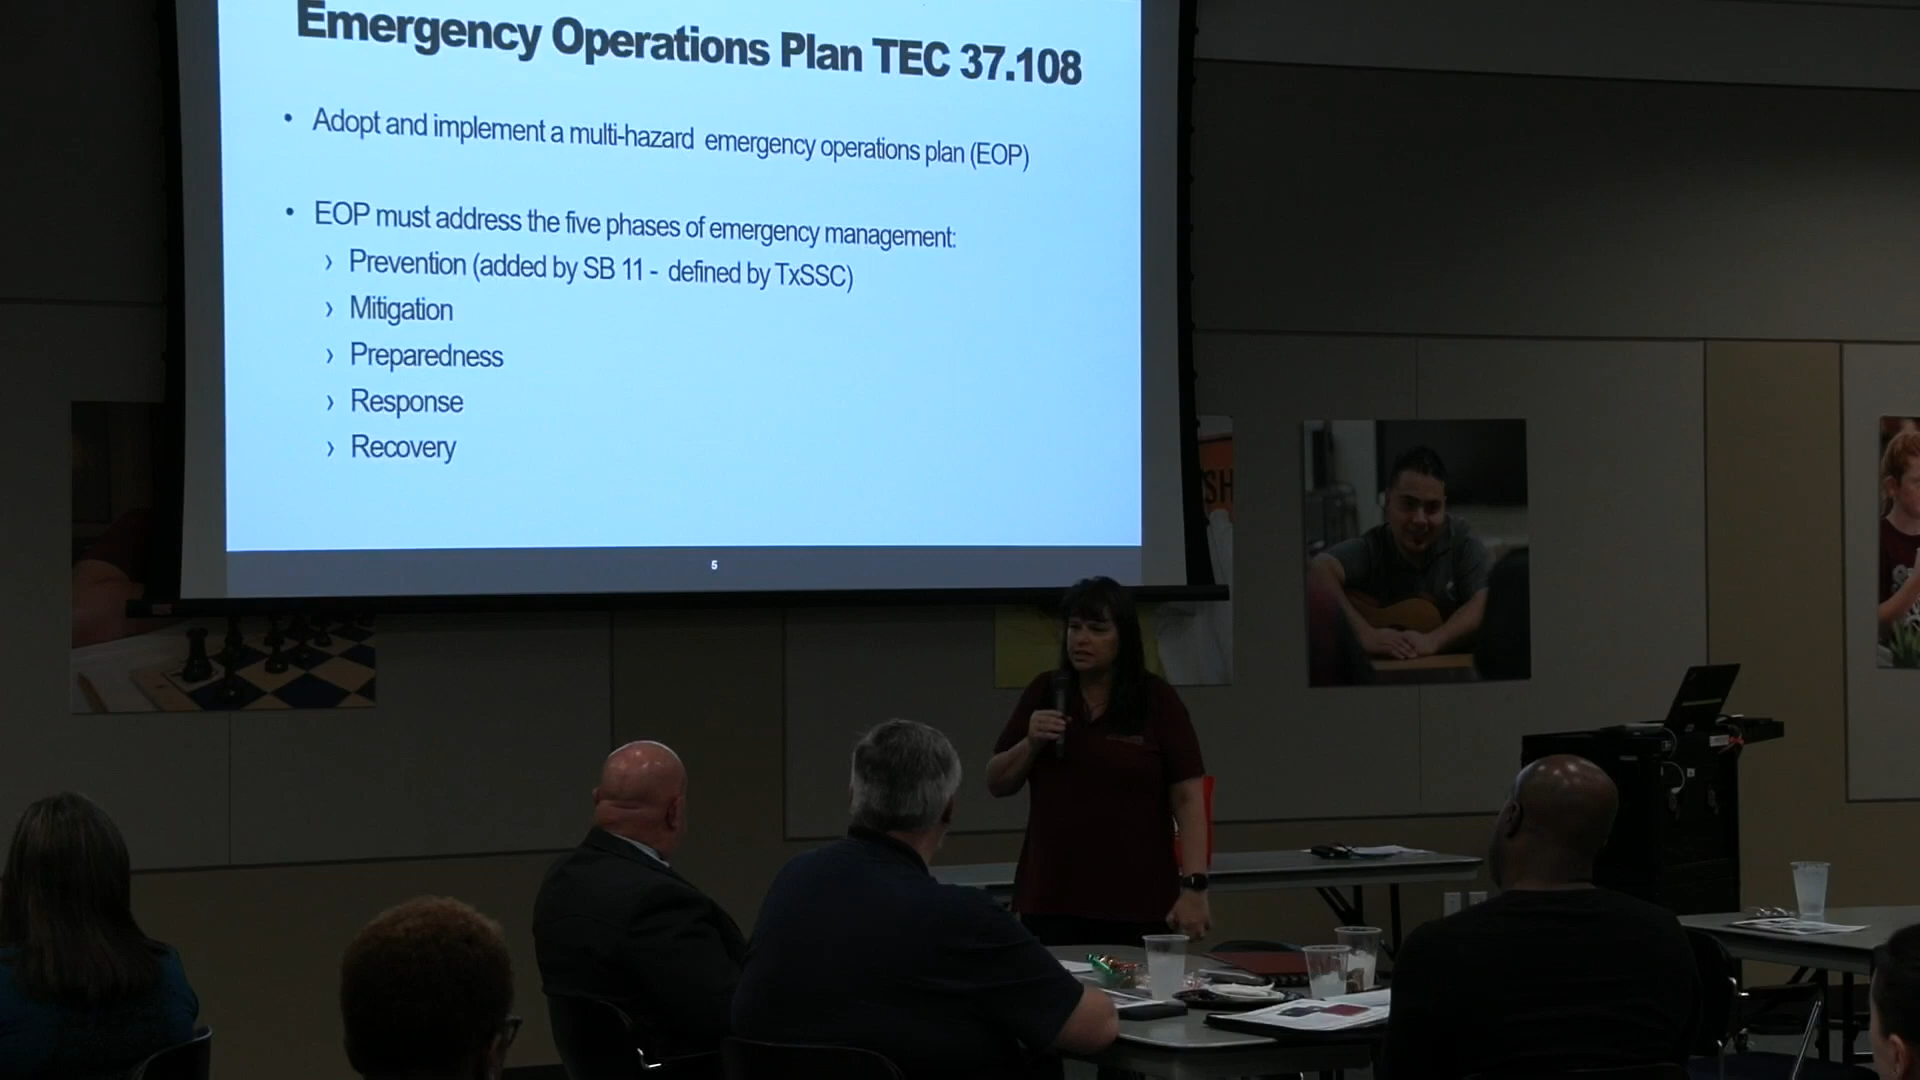 Emergency Operations Plan TEC 37.108
• Adopt and implement a multi-hazard emergency operations plan (EOP)
• EOP must address the five phases of emergency management:
› Prevention (added by SB 11 - defined by TxSSC)
› Mitigation
› Preparedness
› Response
› Recovery
5
SH